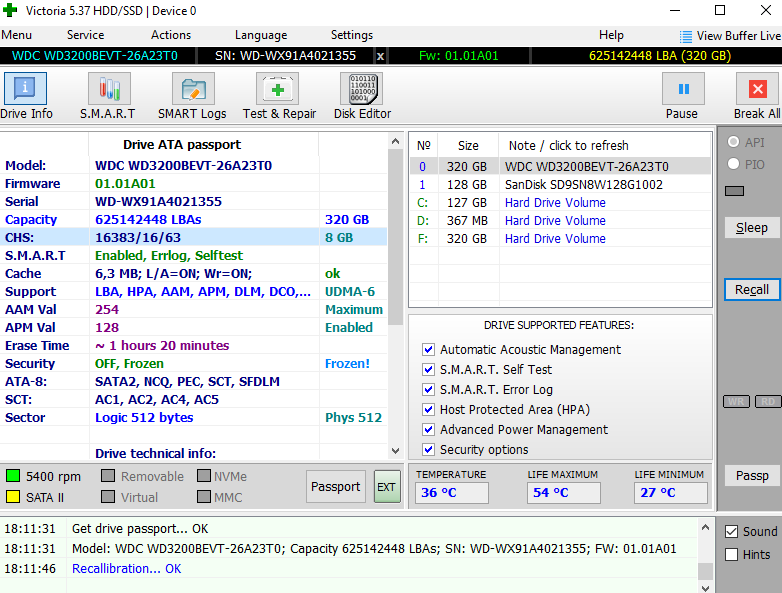 Victoria 5.37 HDD/SSD | Device 0
Menu Service Actions Language Settings Help View Buffer Live
WDC WD3200BEVT-26A23T0 SN: WD-WX91A4021355 x Fw: 01.01A01 625142448 LBA (320 GB)
Drive Info S.M.A.R.T SMART Logs Test & Repair Disk Editor Pause Break All
Drive ATA passport
Model: WDC WD3200BEVT-26A23T0
Firmware 01.01A01
Serial WD-WX91A4021355
Capacity 625142448 LBAs 320 GB
CHS: 16383/16/63 8 GB
S.M.A.R.T Enabled, Errlog, Selftest
Cache 6,3 MB; L/A=ON; Wr=ON; ok
Support LBA, HPA, AAM, APM, DLM, DCO,... UDMA-6
AAM Val 254 Maximum
APM Val 128 Enabled
Erase Time ~ 1 hours 20 minutes
Security OFF, Frozen Frozen!
ATA-8: SATA2, NCQ, PEC, SCT, SFDLM
SCT: AC1, AC2, AC4, AC5
Sector Logic 512 bytes Phys 512
Drive technical info:
Nº Size Note / click to refresh
0 320 GB WDC WD3200BEVT-26A23T0
1 128 GB SanDisk SD9SN8W128G1002
C: 127 GB Hard Drive Volume
D: 367 MB Hard Drive Volume
F: 320 GB Hard Drive Volume
DRIVE SUPPORTED FEATURES:
Automatic Acoustic Management
S.M.A.R.T. Self Test
S.M.A.R.T. Error Log
Host Protected Area (HPA)
Advanced Power Management
Security options
API
PIO
Sleep
Recall
WR RD
Passp
5400 rpm Removable NVMe
SATA II Virtual MMC
Passport EXT
TEMPERATURE LIFE MAXIMUM LIFE MINIMUM
36 °C 54 °C 27 °C
18:11:31 Get drive passport... OK
18:11:31 Model: WDC WD3200BEVT-26A23T0; Capacity 625142448 LBAs; SN: WD-WX91A4021355; FW: 01.01A01
18:11:46 Recallibration... OK
Sound
Hints